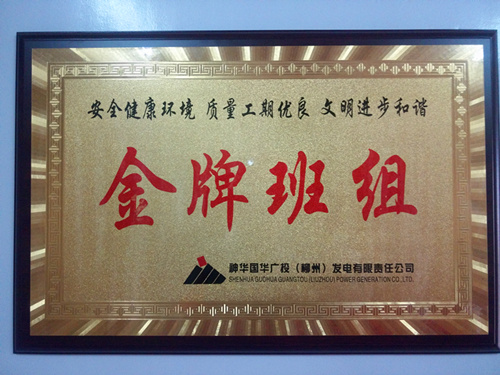 安全健康环境 质量工期优良 文明进步和谐
金牌班组
神华国华广投（柳州）发电有限责任公司
SHENHUA GUOHUA GUANGTOU (LIUZHOU) POWER GENERATION CO., LTD.